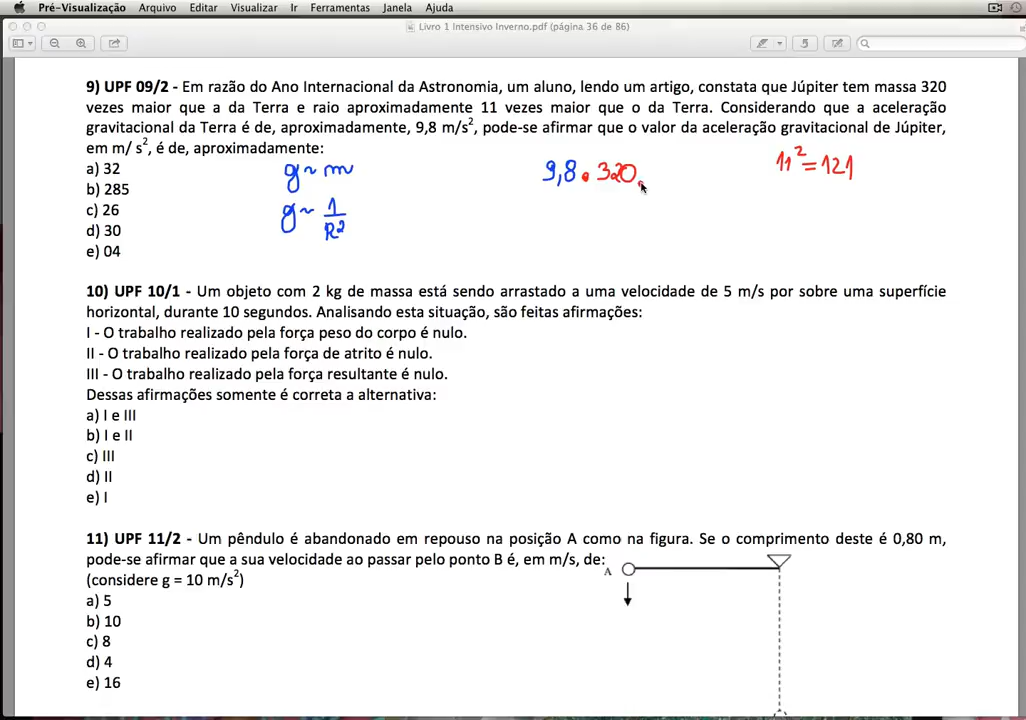 Pré-Visualização Arquivo Editar Visualizar Ir Ferramentas Janela Ajuda
Livro 1 Intensivo Inverno.pdf (página 36 de 86)
9) UPF 09/2 - Em razão do Ano Internacional da Astronomia, um aluno, lendo um artigo, constata que Júpiter tem massa 320
vezes maior que a da Terra e raio aproximadamente 11 vezes maior que o da Terra. Considerando que a aceleração
gravitacional da Terra é de, aproximadamente, 9,8 m/s², pode-se afirmar que o valor da aceleração gravitacional de Júpiter,
em m/ s², é de, aproximadamente:
a) 32
b) 285
c) 26
d) 30
e) 04
g ~ m
g ~ 1/R²
9,8 . 320
11² = 121
10) UPF 10/1 - Um objeto com 2 kg de massa está sendo arrastado a uma velocidade de 5 m/s por sobre uma superfície
horizontal, durante 10 segundos. Analisando esta situação, são feitas afirmações:
I - O trabalho realizado pela força peso do corpo é nulo.
II - O trabalho realizado pela força de atrito é nulo.
III - O trabalho realizado pela força resultante é nulo.
Dessas afirmações somente é correta a alternativa:
a) I e III
b) I e II
c) III
d) II
e) I
11) UPF 11/2 - Um pêndulo é abandonado em repouso na posição A como na figura. Se o comprimento deste é 0,80 m,
pode-se afirmar que a sua velocidade ao passar pelo ponto B é, em m/s, de:
(considere g = 10 m/s²)
a) 5
b) 10
c) 8
d) 4
e) 16
A